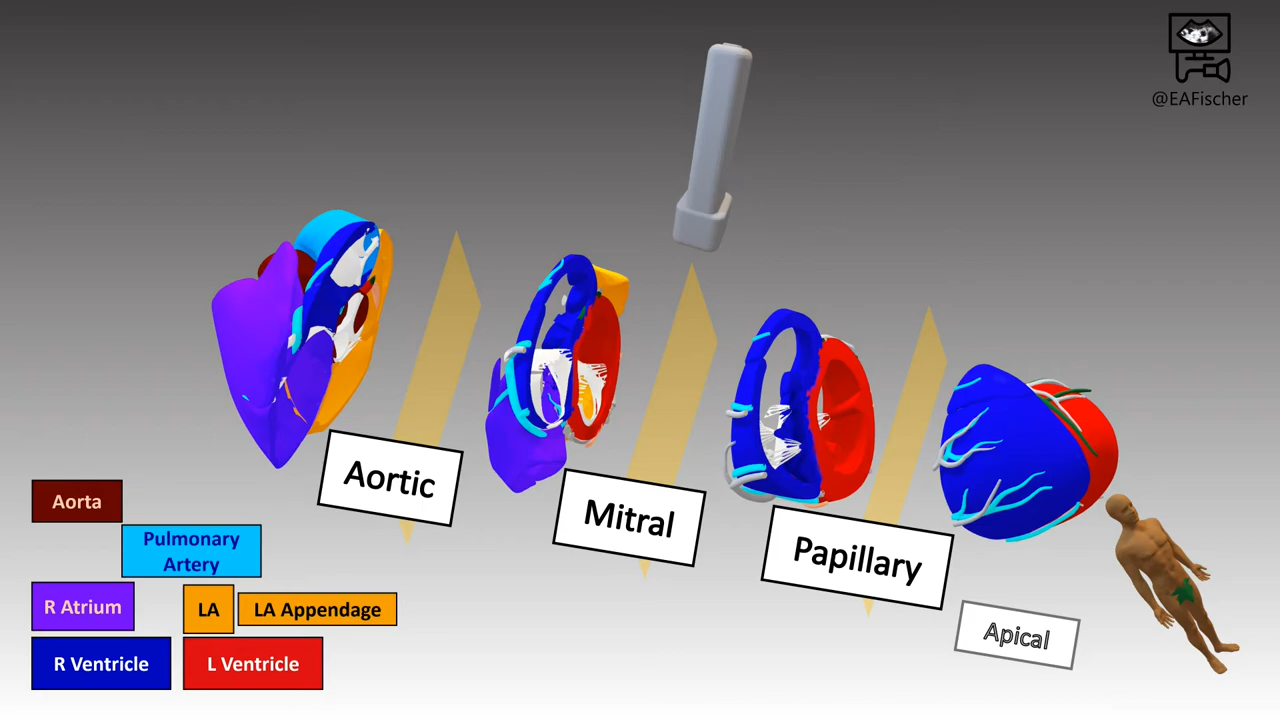 @EAFischer
Aortic
Mitral
Papillary
Apical
Aorta
Pulmonary
Artery
R Atrium
LA
LA Appendage
R Ventricle
L Ventricle